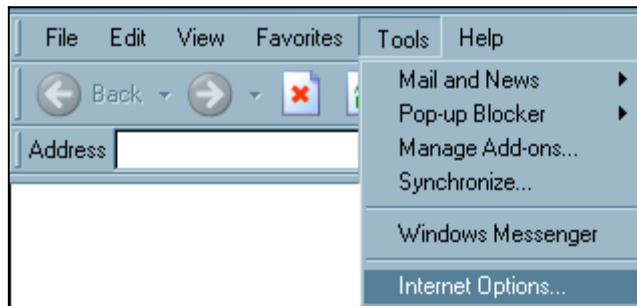 File Edit View Favorites Tools Help
Back
Address
Mail and News
Pop-up Blocker
Manage Add-ons...
Synchronize...
Windows Messenger
Internet Options...